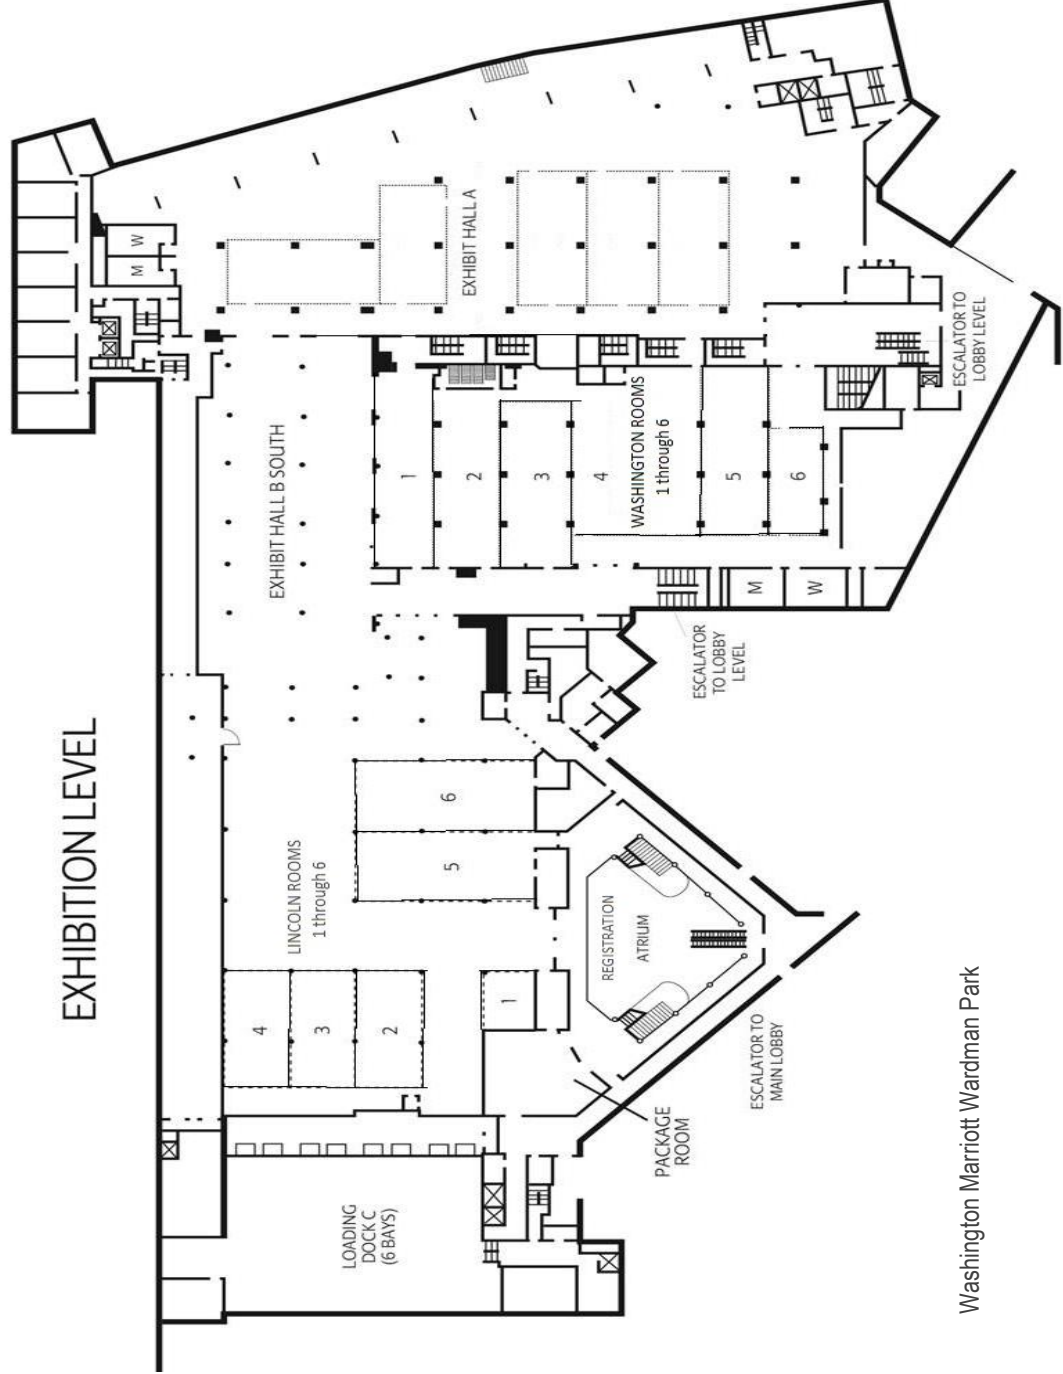 EXHIBITION LEVEL
LOADING
DOCK C
(6 BAYS)
4
3
2
1
LINCOLN ROOMS
1 through 6
5
6
PACKAGE
ROOM
REGISTRATION
ATRIUM
ESCALATOR TO
MAIN LOBBY
EXHIBIT HALL B SOUTH
ESCALATOR
TO LOBBY
LEVEL
M
W
1
2
3
4
WASHINGTON ROOMS
1 through 6
5
6
M
W
EXHIBIT HALL A
ESCALATOR TO
LOBBY LEVEL
Washington Marriott Wardman Park